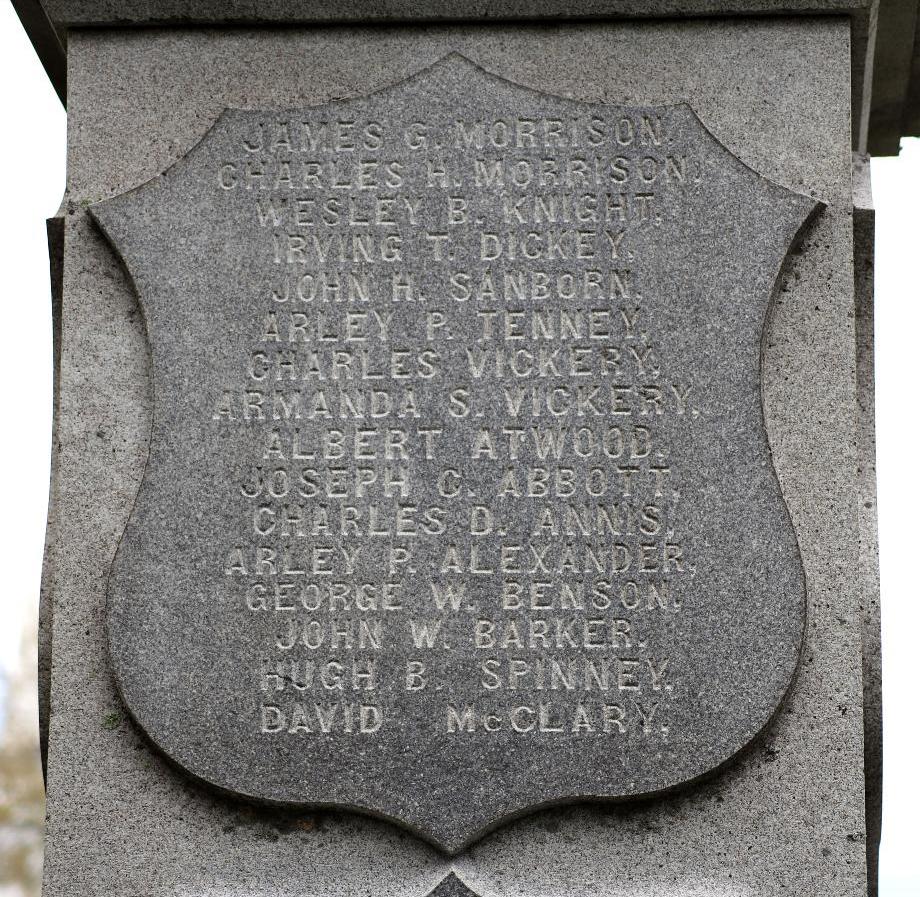 JAMES G. MORRISON,
CHARLES H. MORRISON,
WESLEY B. KNIGHT,
IRVING T. DICKEY,
JOHN H. SANBORN,
ARLEY P. TENNEY,
CHARLES VICKERY,
ARMANDA S. VICKERY,
ALBERT ATWOOD,
JOSEPH C. ABBOTT,
CHARLES D. ANNIS,
ARLEY P. ALEXANDER,
GEORGE W. BENSON,
JOHN W. BARKER,
HUGH B. SPINNEY,
DAVID McCLARY,